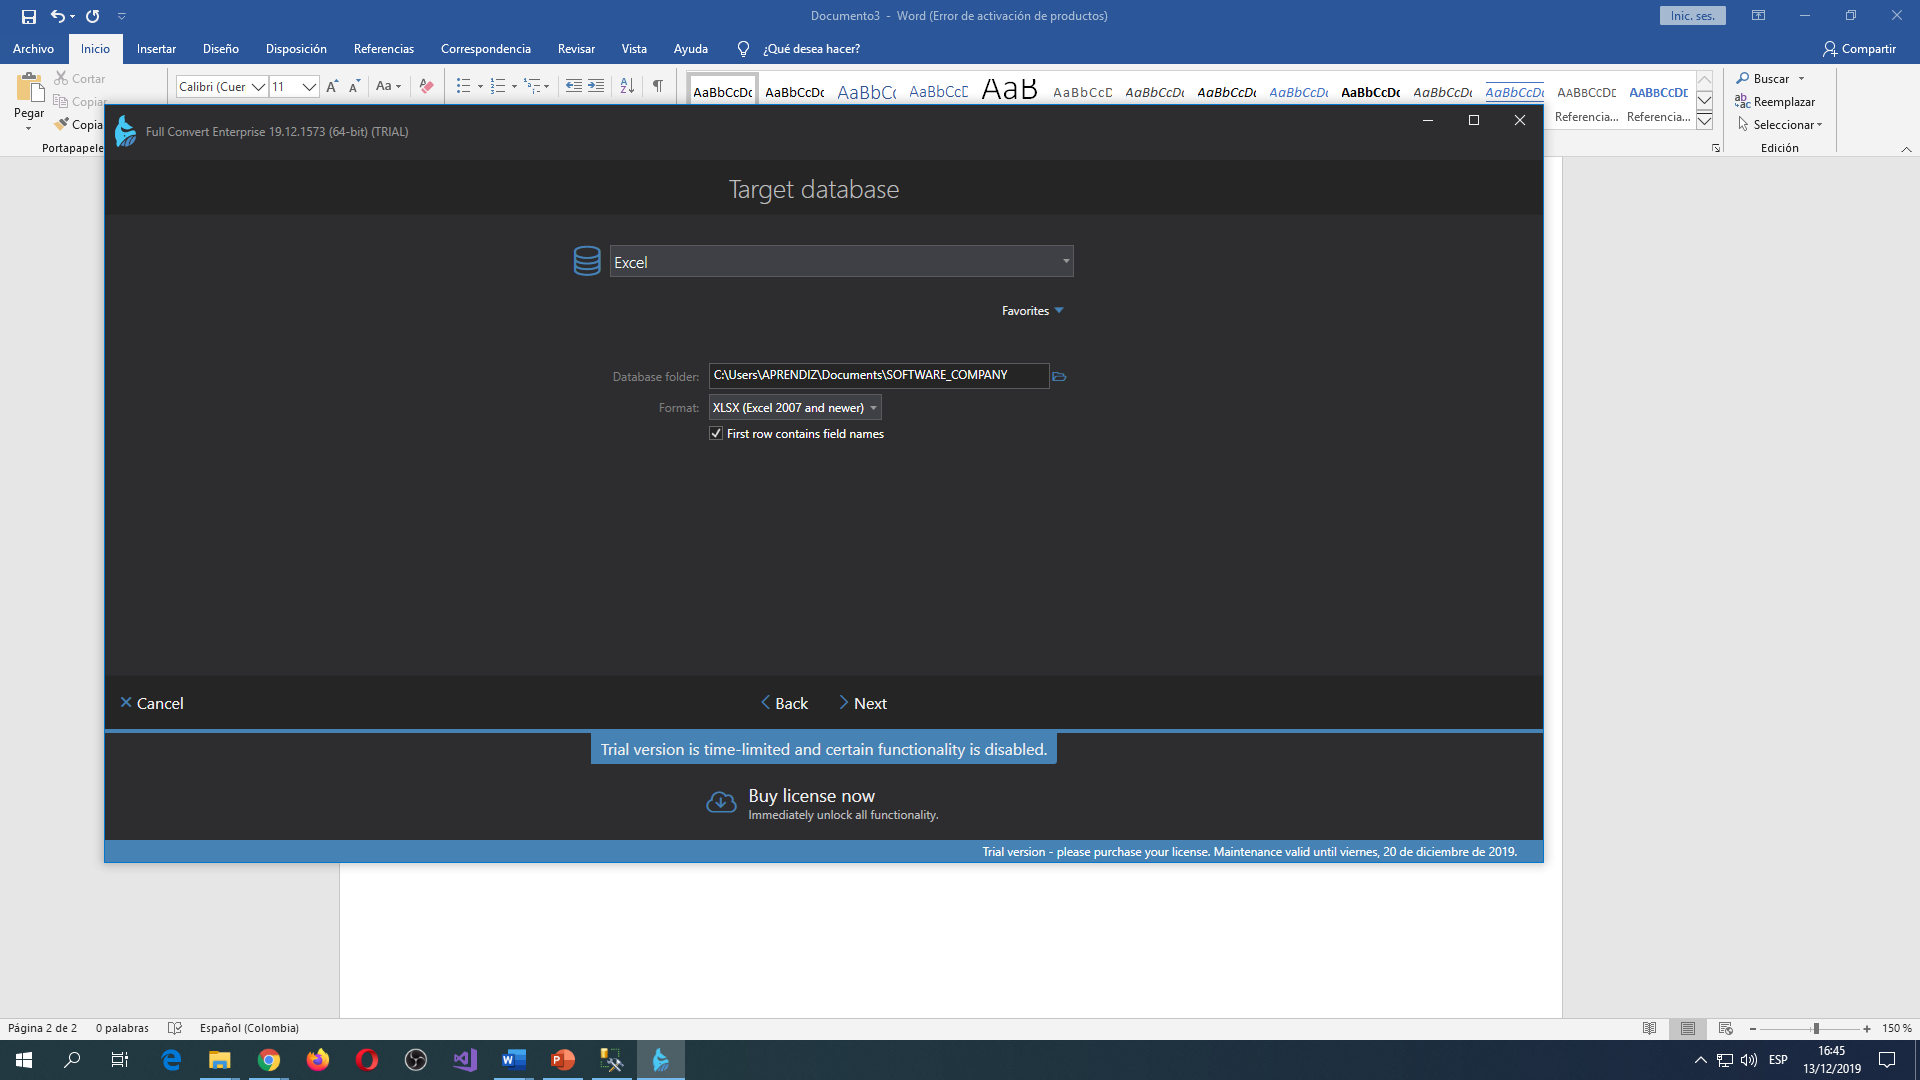 Documento3 - Word (Error de activación de productos)
Inic. ses.
Archivo Inicio Insertar Diseño Disposición Referencias Correspondencia Revisar Vista Ayuda ¿Qué desea hacer? Compartir
Pegar
Cortar
Copiar
Copia
Portapapele
Calibri (Cuer 11
AaBbCcDc AaBbCcDc AaBbCc AaBbCcD AaB AaBbCcD AaBbCcDc AaBbCcDc AaBbCcDc AaBbCcDc AaBbCcDc AaBbCcDc AABBCCDE AABBCCDE
Referencia... Referencia...
Buscar
Reemplazar
Seleccionar
Edición
Full Convert Enterprise 19.12.1573 (64-bit) (TRIAL)
Target database
Excel
Favorites
Database folder: C:\Users\APRENDIZ\Documents\SOFTWARE_COMPANY
Format: XLSX (Excel 2007 and newer)
First row contains field names
Cancel Back Next
Trial version is time-limited and certain functionality is disabled.
Buy license now
Immediately unlock all functionality.
Trial version - please purchase your license. Maintenance valid until viernes, 20 de diciembre de 2019.
Página 2 de 2 0 palabras Español (Colombia) 150 %
ESP
16:45
13/12/2019